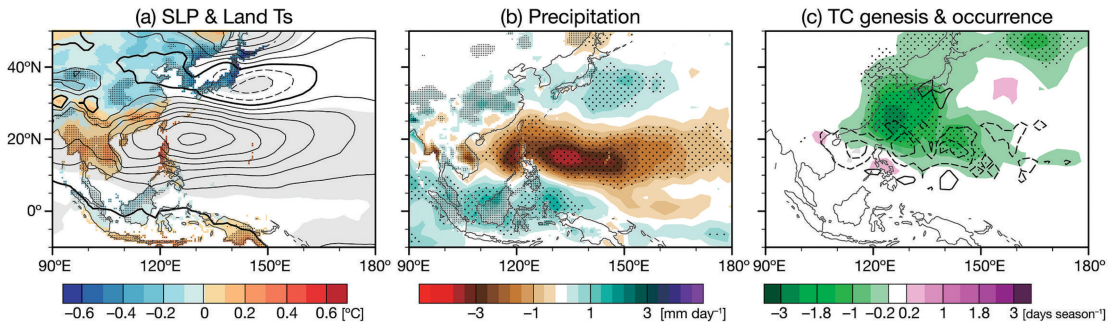 (a) SLP & Land Ts
(b) Precipitation
(c) TC genesis & occurrence
40°N
20°N
0°
90°E 120°E 150°E 180°
90°E 120°E 150°E 180°
90°E 120°E 150°E 180°
−0.6 −0.4 −0.2 0 0.2 0.4 0.6 [°C]
−3 −1 1 3 [mm day⁻¹]
−3 −1.8 −1 −0.2 0.2 1 1.8 3 [days season⁻¹]